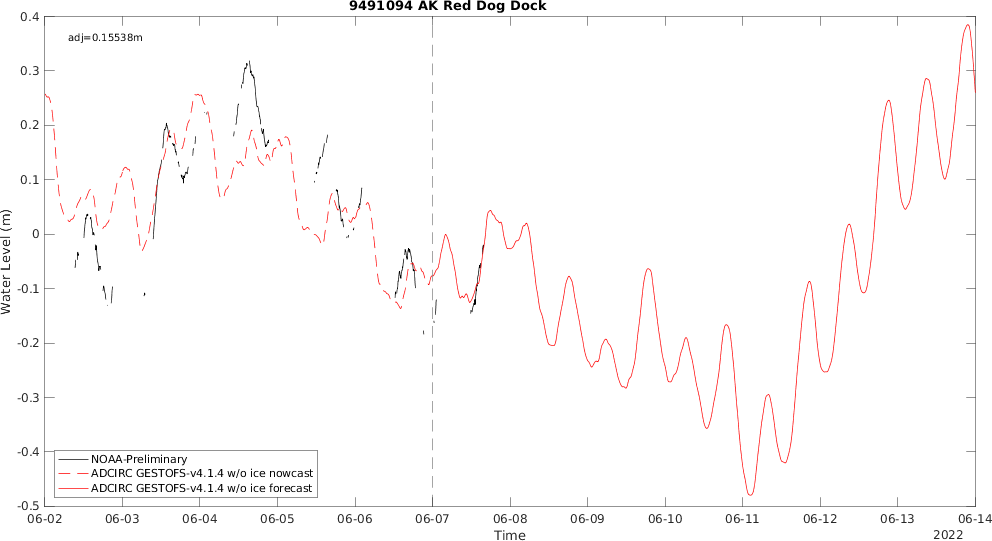 9491094 AK Red Dog Dock
adj=0.15538m
0.4
0.3
0.2
0.1
0
-0.1
-0.2
-0.3
-0.4
-0.5
Water Level (m)
NOAA-Preliminary
ADCIRC GESTOFS-v4.1.4 w/o ice nowcast
ADCIRC GESTOFS-v4.1.4 w/o ice forecast
06-02 06-03 06-04 06-05 06-06 06-07 06-08 06-09 06-10 06-11 06-12 06-13 06-14
Time
2022